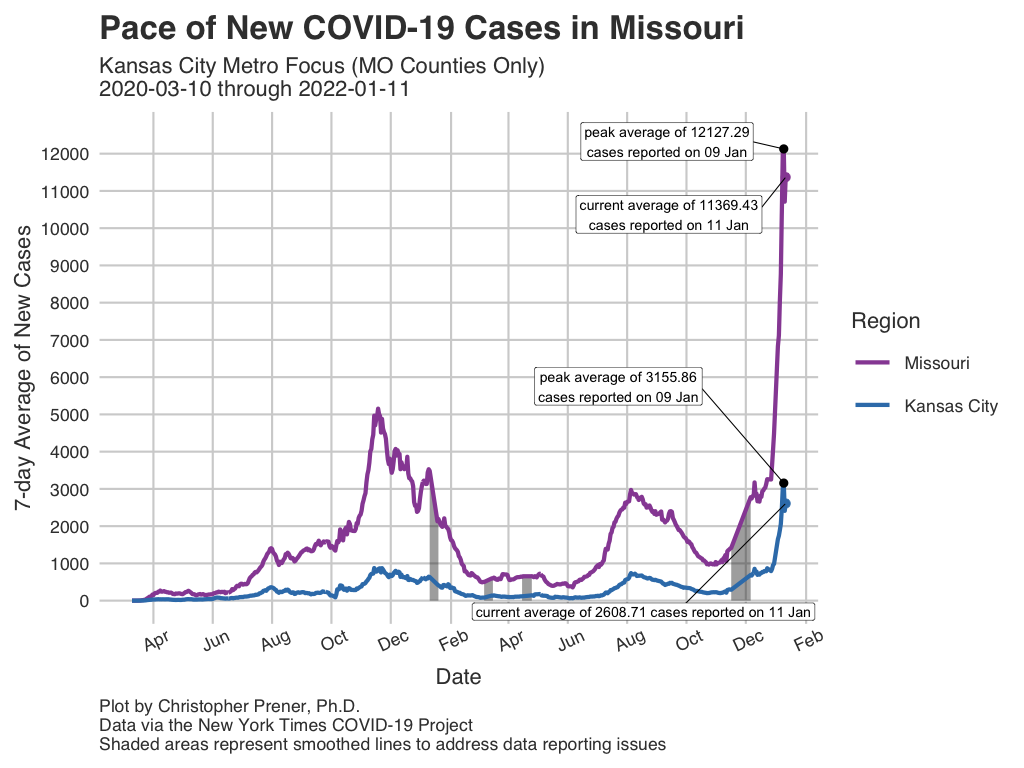 Pace of New COVID-19 Cases in Missouri
Kansas City Metro Focus (MO Counties Only)
2020-03-10 through 2022-01-11
peak average of 12127.29
cases reported on 09 Jan
current average of 11369.43
cases reported on 11 Jan
peak average of 3155.86
cases reported on 09 Jan
current average of 2608.71 cases reported on 11 Jan
7-day Average of New Cases
12000
11000
10000
9000
8000
7000
6000
5000
4000
3000
2000
1000
0
Apr Jun Aug Oct Dec Feb Apr Jun Aug Oct Dec Feb
Date
Region
Missouri
Kansas City
Plot by Christopher Prener, Ph.D.
Data via the New York Times COVID-19 Project
Shaded areas represent smoothed lines to address data reporting issues